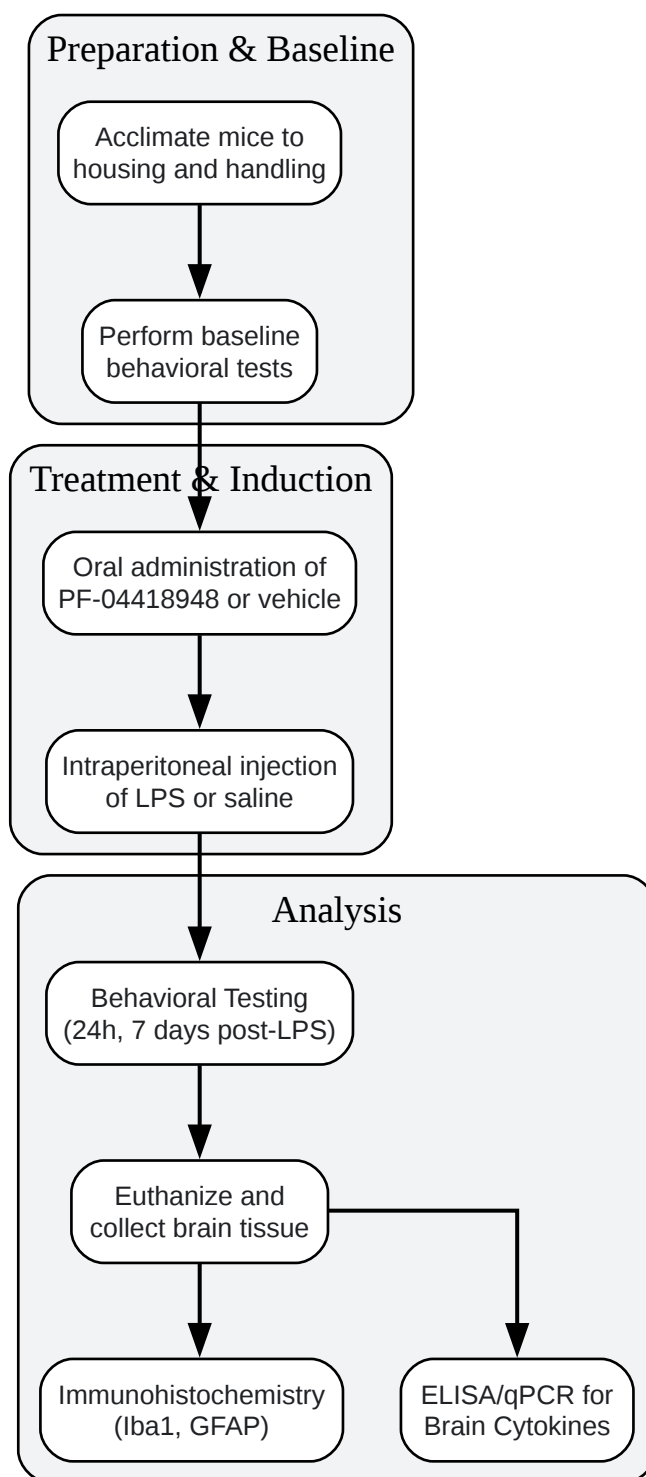 Preparation & Baseline
Acclimate mice to
housing and handling
Perform baseline
behavioral tests
Treatment & Induction
Oral administration of
PF-04418948 or vehicle
Intraperitoneal injection
of LPS or saline
Analysis
Behavioral Testing
(24h, 7 days post-LPS)
Euthanize and
collect brain tissue
Immunohistochemistry
(Iba1, GFAP)
ELISA/qPCR for
Brain Cytokines